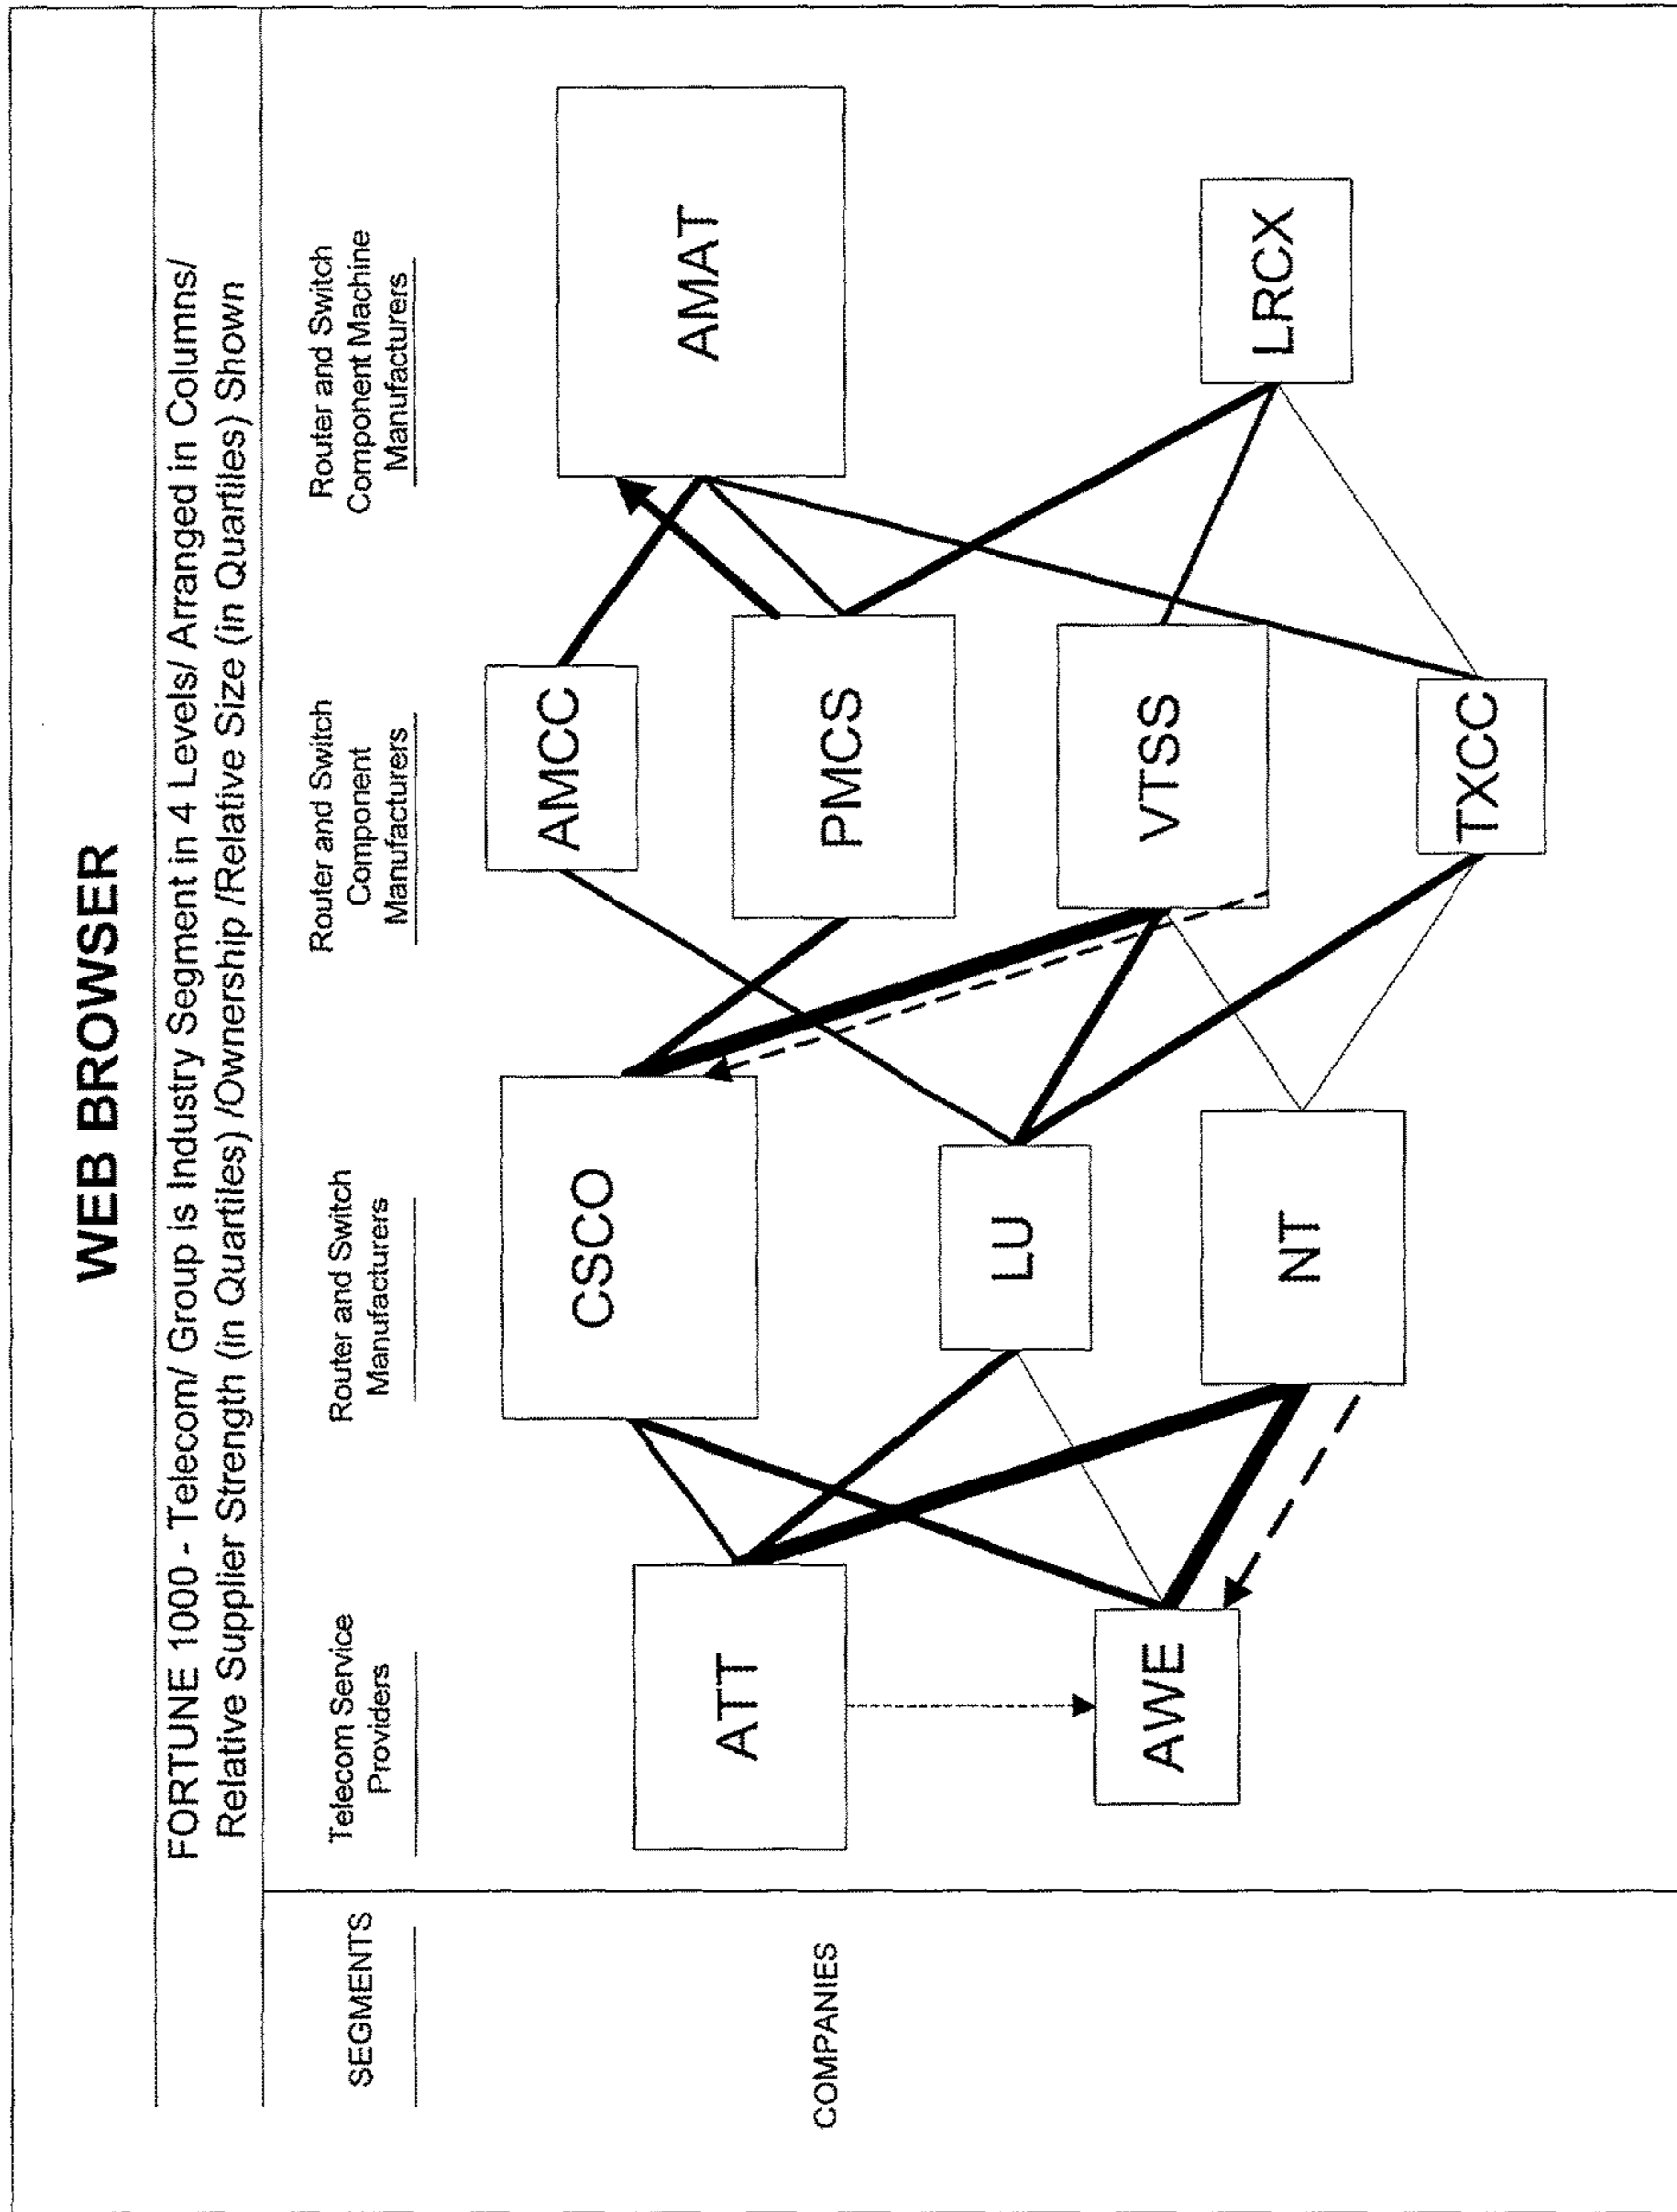 WEB BROWSER
FORTUNE 1000 - Telecom/ Group is Industry Segment in 4 Levels/ Arranged in Columns/
Relative Supplier Strength (in Quartiles) /Ownership /Relative Size (in Quartiles) Shown
SEGMENTS
Telecom Service
Providers
Router and Switch
Manufacturers
Router and Switch
Component
Manufacturers
Router and Switch
Component Machine
Manufacturers
COMPANIES
ATT
AWE
CSCO
LU
NT
AMCC
PMCS
VTSS
TXCC
AMAT
LRCX